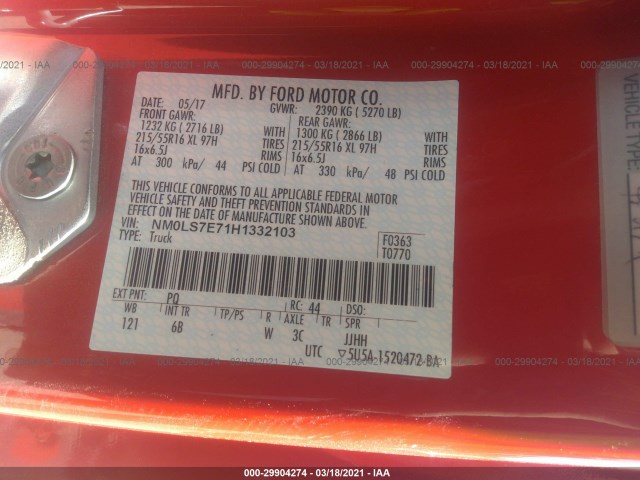 000-29904274 - 03/18/2021 - IAA
MFD. BY FORD MOTOR CO.
DATE: 05/17 GVWR: 2390 KG ( 5270 LB)
FRONT GAWR: REAR GAWR:
1232 KG ( 2716 LB) WITH 1300 KG ( 2866 LB) WITH
215/55R16 XL 97H TIRES 215/55R16 XL 97H TIRES
16x6.5J RIMS 16x6.5J RIMS
AT 300 kPa/ 44 PSI COLD AT 330 kPa/ 48 PSI COLD
THIS VEHICLE CONFORMS TO ALL APPLICABLE FEDERAL MOTOR
VEHICLE SAFETY AND THEFT PREVENTION STANDARDS IN
EFFECT ON THE DATE OF MANUFACTURE SHOWN ABOVE.
VIN: NM0LS7E71H1332103
TYPE: Truck
F0363
T0770
EXT PNT: PQ RC: 44 DSO:
WB INT TR TP/PS R AXLE TR SPR
121 6B W 3C JJHH
UTC ▽5U5A-1520472-BA
VEHICLE TYPE:
000-29904274 - 03/18/2021 - IAA
000-29904274 - 03/18/2021 - IAA